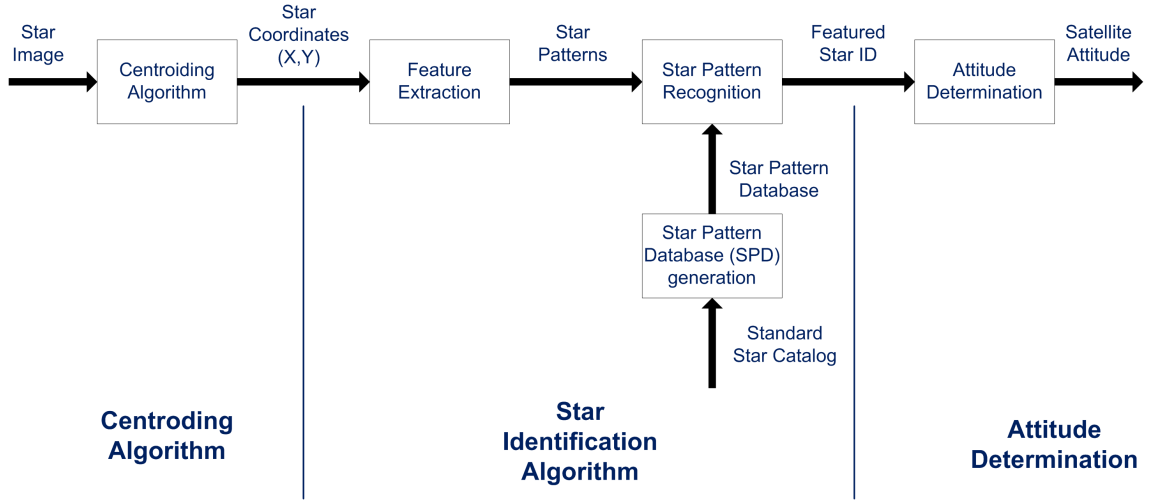 Star
Image
Centroiding
Algorithm
Star
Coordinates
(X,Y)
Feature
Extraction
Star
Patterns
Star Pattern
Recognition
Featured
Star ID
Attitude
Determination
Satellite
Attitude
Star Pattern
Database
Star Pattern
Database (SPD)
generation
Standard
Star Catalog
Centroding
Algorithm
Star
Identification
Algorithm
Attitude
Determination